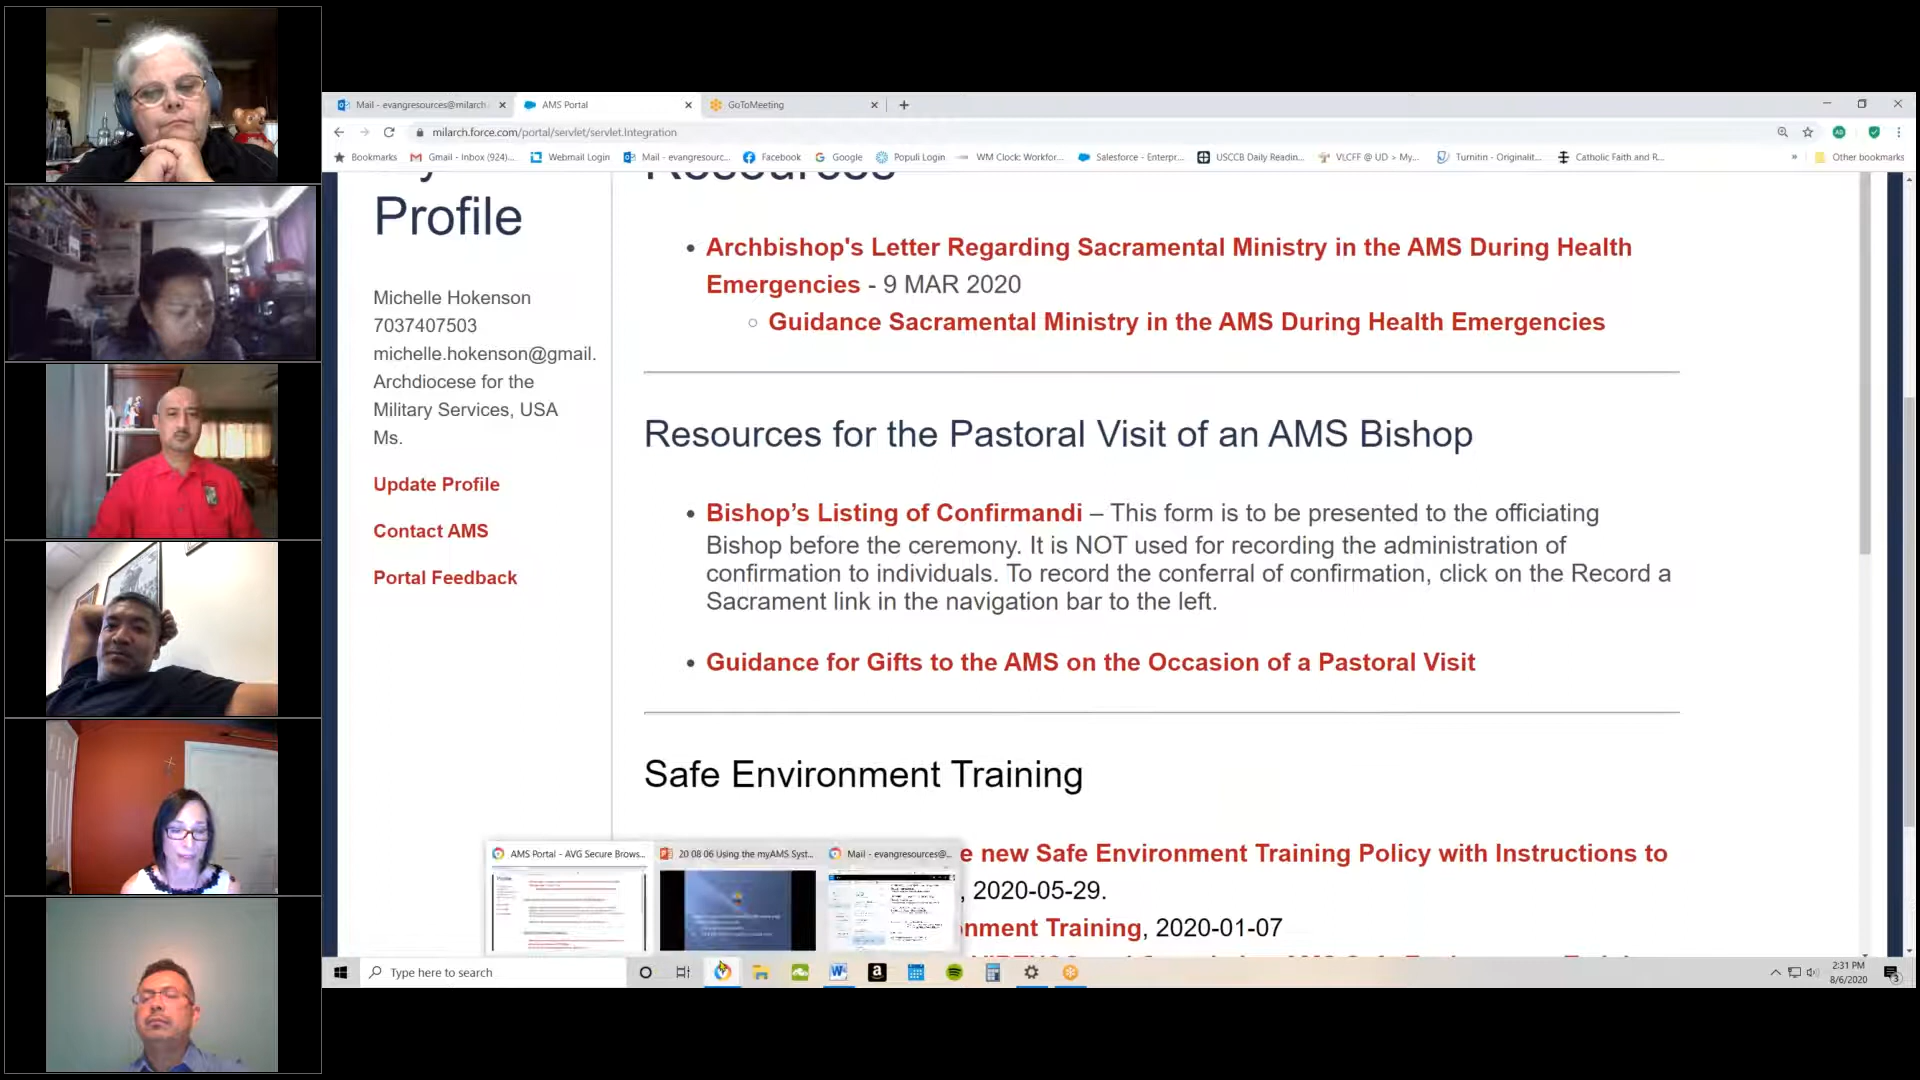 Mail - evangresources@milarch
AMS Portal
GoToMeeting
milarch.force.com/portal/servlet/servlet.Integration
Bookmarks
Gmail - Inbox (924)...
Webmail Login
Mail - evangresourc...
Facebook
Google
Populi Login
WM Clock: Workfor...
Salesforce - Enterpr...
USCCB Daily Readin...
VLCFF @ UD > My...
Turnitin - Originalit...
Catholic Faith and R...
»
Other bookmarks
Profile
Michelle Hokenson
7037407503
michelle.hokenson@gmail.
Archdiocese for the
Military Services, USA
Ms.
Update Profile
Contact AMS
Portal Feedback
Resources
Archbishop's Letter Regarding Sacramental Ministry in the AMS During Health
Emergencies - 9 MAR 2020
Guidance Sacramental Ministry in the AMS During Health Emergencies
Resources for the Pastoral Visit of an AMS Bishop
Bishop’s Listing of Confirmandi – This form is to be presented to the officiating
Bishop before the ceremony. It is NOT used for recording the administration of
confirmation to individuals. To record the conferral of confirmation, click on the Record a
Sacrament link in the navigation bar to the left.
Guidance for Gifts to the AMS on the Occasion of a Pastoral Visit
Safe Environment Training
e new Safe Environment Training Policy with Instructions to
, 2020-05-29.
nment Training, 2020-01-07
AMS Portal - AVG Secure Brows...
20 08 06 Using the myAMS Syst...
Mail - evangresources@...
Type here to search
2:31 PM
8/6/2020